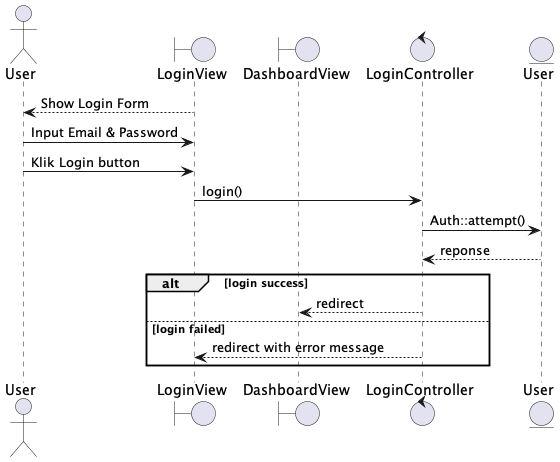 User LoginView DashboardView LoginController User
Show Login Form
Input Email & Password
Klik Login button
login()
Auth::attempt()
reponse
alt [login success]
redirect
[login failed]
redirect with error message
User LoginView DashboardView LoginController User